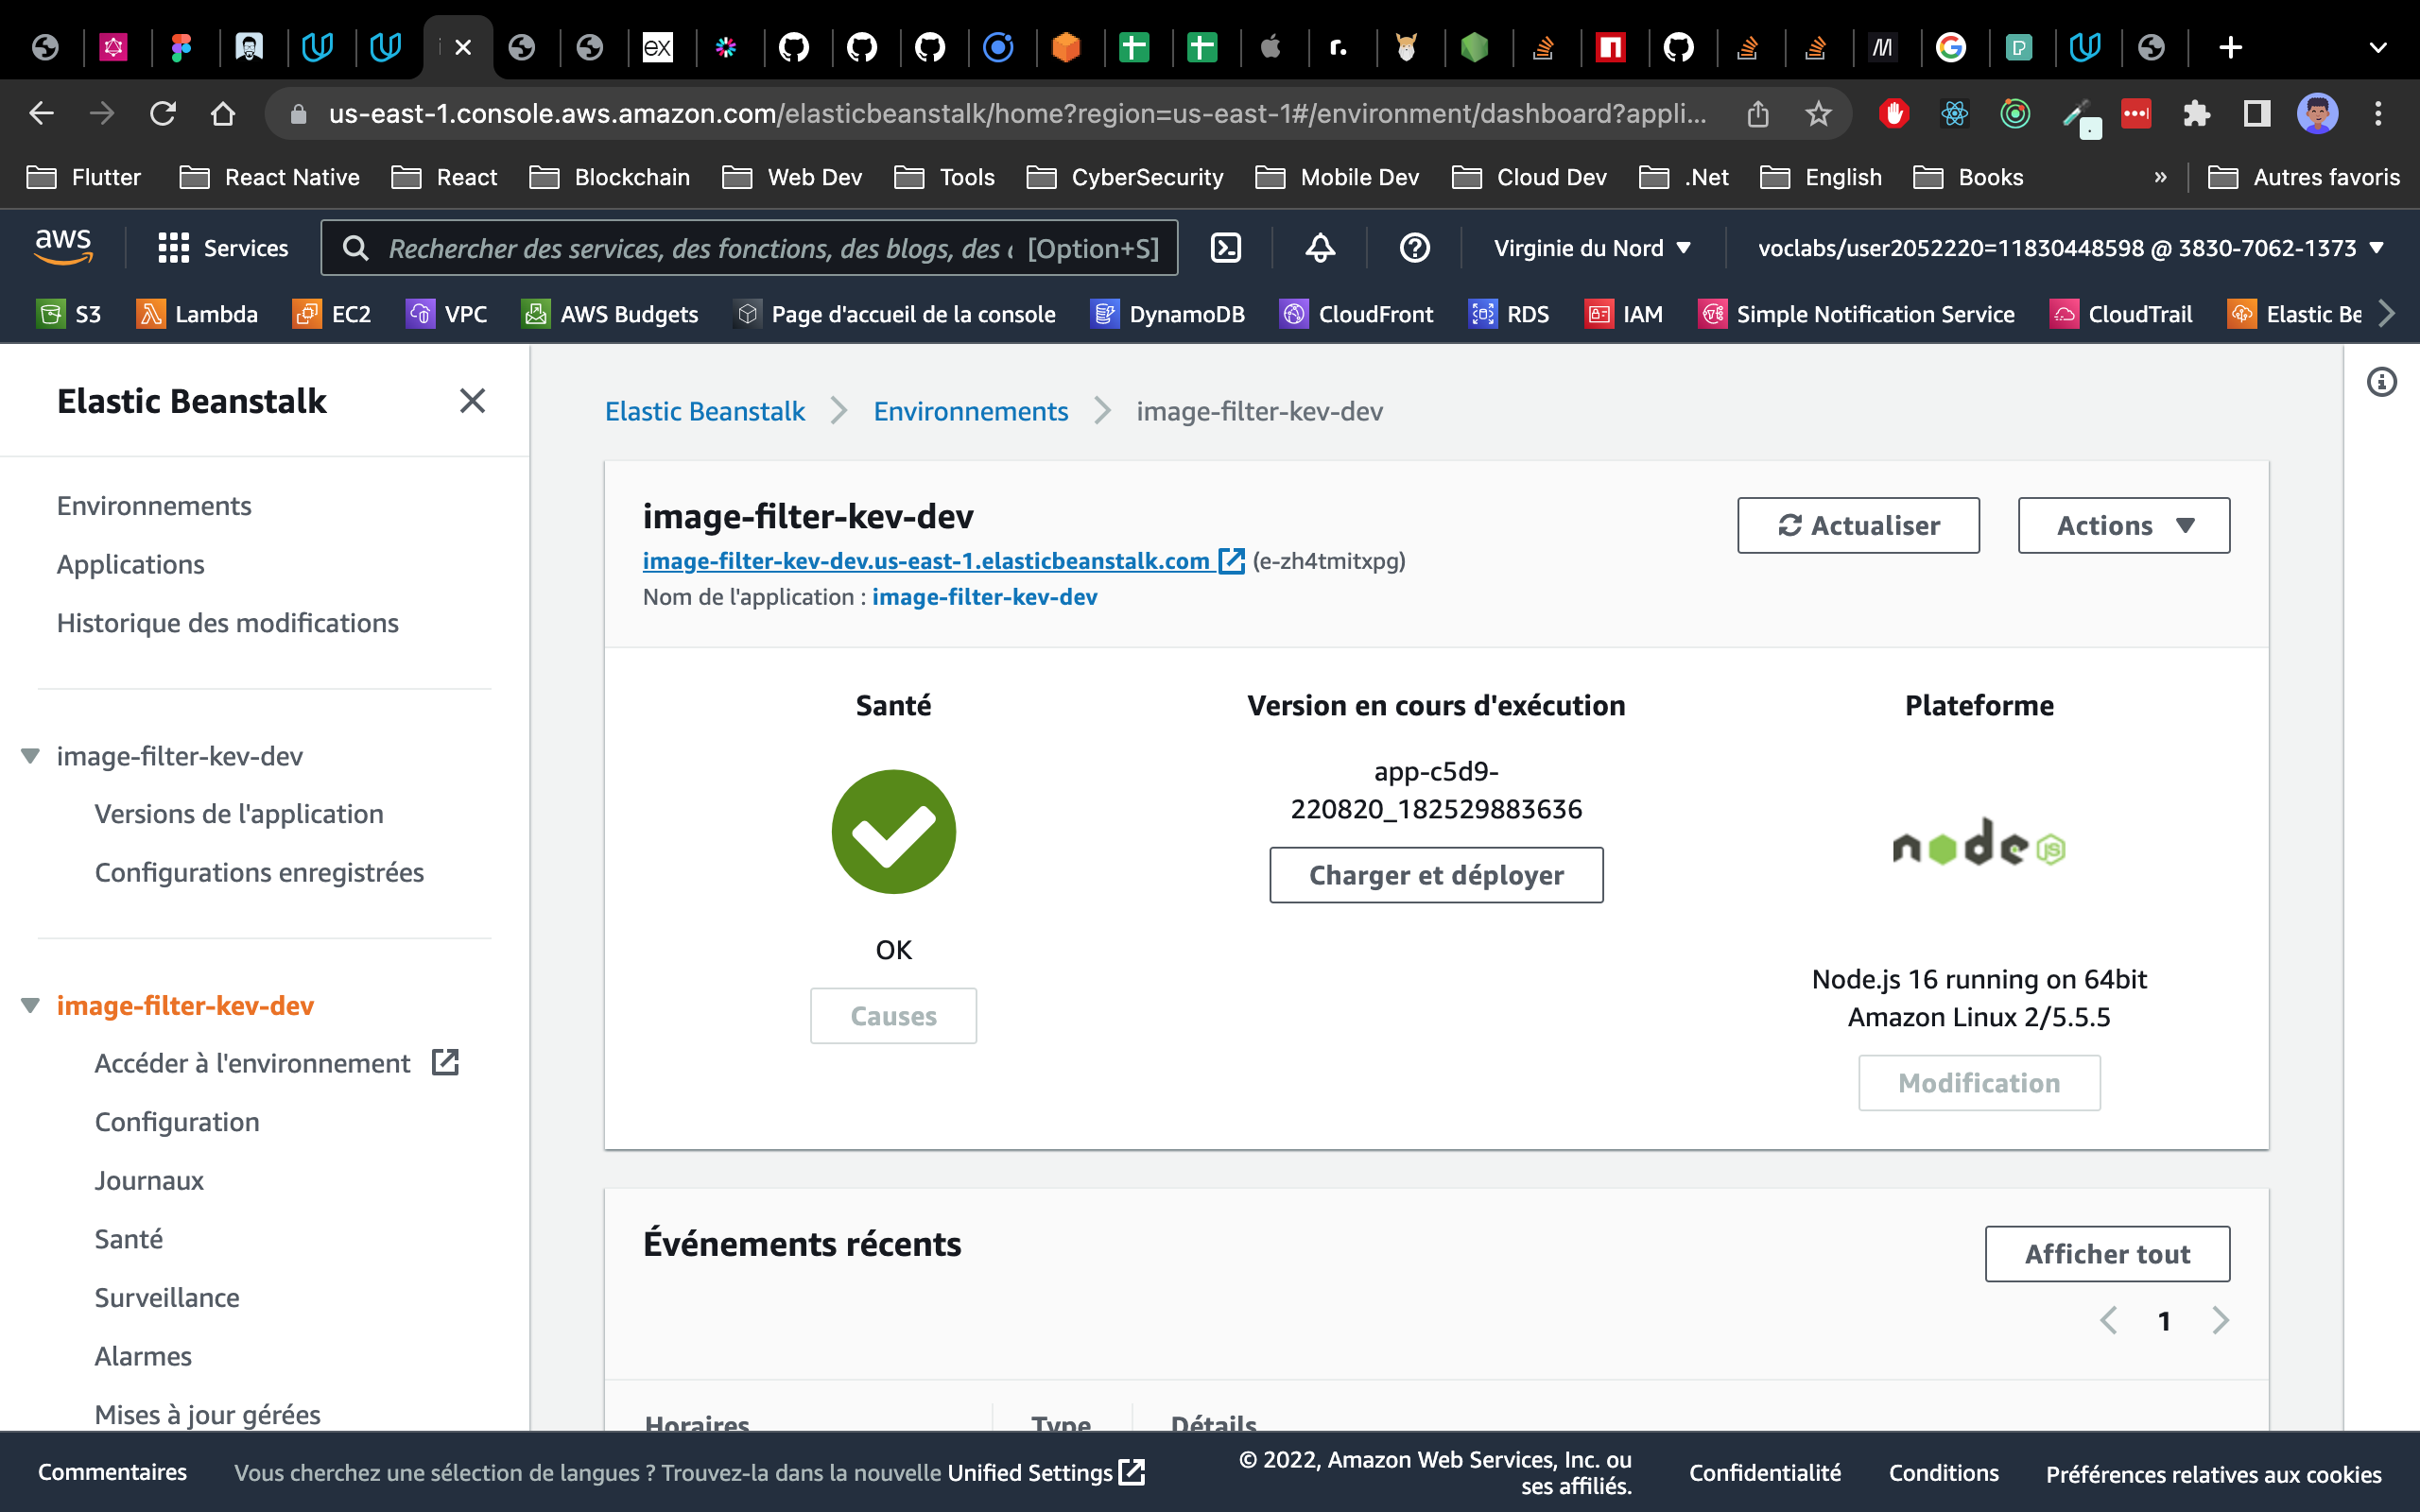 us-east-1.console.aws.amazon.com/elasticbeanstalk/home?region=us-east-1#/environment/dashboard?appli...
Flutter React Native React Blockchain Web Dev Tools CyberSecurity Mobile Dev Cloud Dev .Net English Books » Autres favoris
aws Services Rechercher des services, des fonctions, des blogs, des [Option+S] Virginie du Nord voclabs/user2052220=11830448598 @ 3830-7062-1373
S3 Lambda EC2 VPC AWS Budgets Page d'accueil de la console DynamoDB CloudFront RDS IAM Simple Notification Service CloudTrail Elastic Be
Elastic Beanstalk
Environnements
Applications
Historique des modifications
image-filter-kev-dev
Versions de l'application
Configurations enregistrées
image-filter-kev-dev
Accéder à l'environnement
Configuration
Journaux
Santé
Surveillance
Alarmes
Mises à jour gérées
Elastic Beanstalk > Environnements > image-filter-kev-dev
image-filter-kev-dev
image-filter-kev-dev.us-east-1.elasticbeanstalk.com (e-zh4tmitxpg)
Nom de l'application : image-filter-kev-dev
Actualiser
Actions
Santé
OK
Causes
Version en cours d'exécution
app-c5d9-
220820_182529883636
Charger et déployer
Plateforme
node JS
Node.js 16 running on 64bit
Amazon Linux 2/5.5.5
Modification
Événements récents
Afficher tout
1
Horaires Type Détails
Commentaires Vous cherchez une sélection de langues ? Trouvez-la dans la nouvelle Unified Settings
© 2022, Amazon Web Services, Inc. ou
ses affiliés.
Confidentialité Conditions Préférences relatives aux cookies